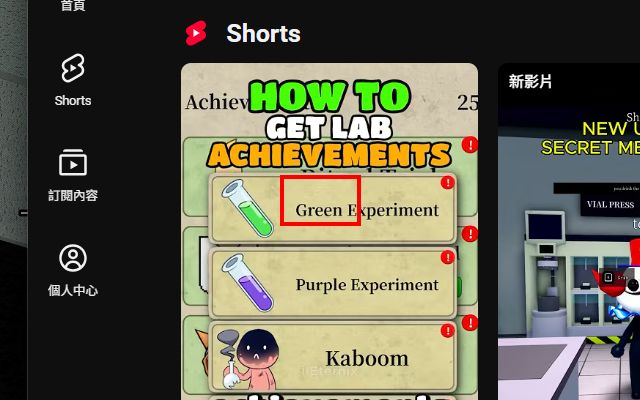 首頁
Shorts
訂閱內容
個人中心
Shorts
Achiev
25
HOW TO
GET LAB
ACHIEVEMENTS
Green Experiment
Purple Experiment
Kaboom
新影片
NEW
SECRET ME
VIAL PRESS